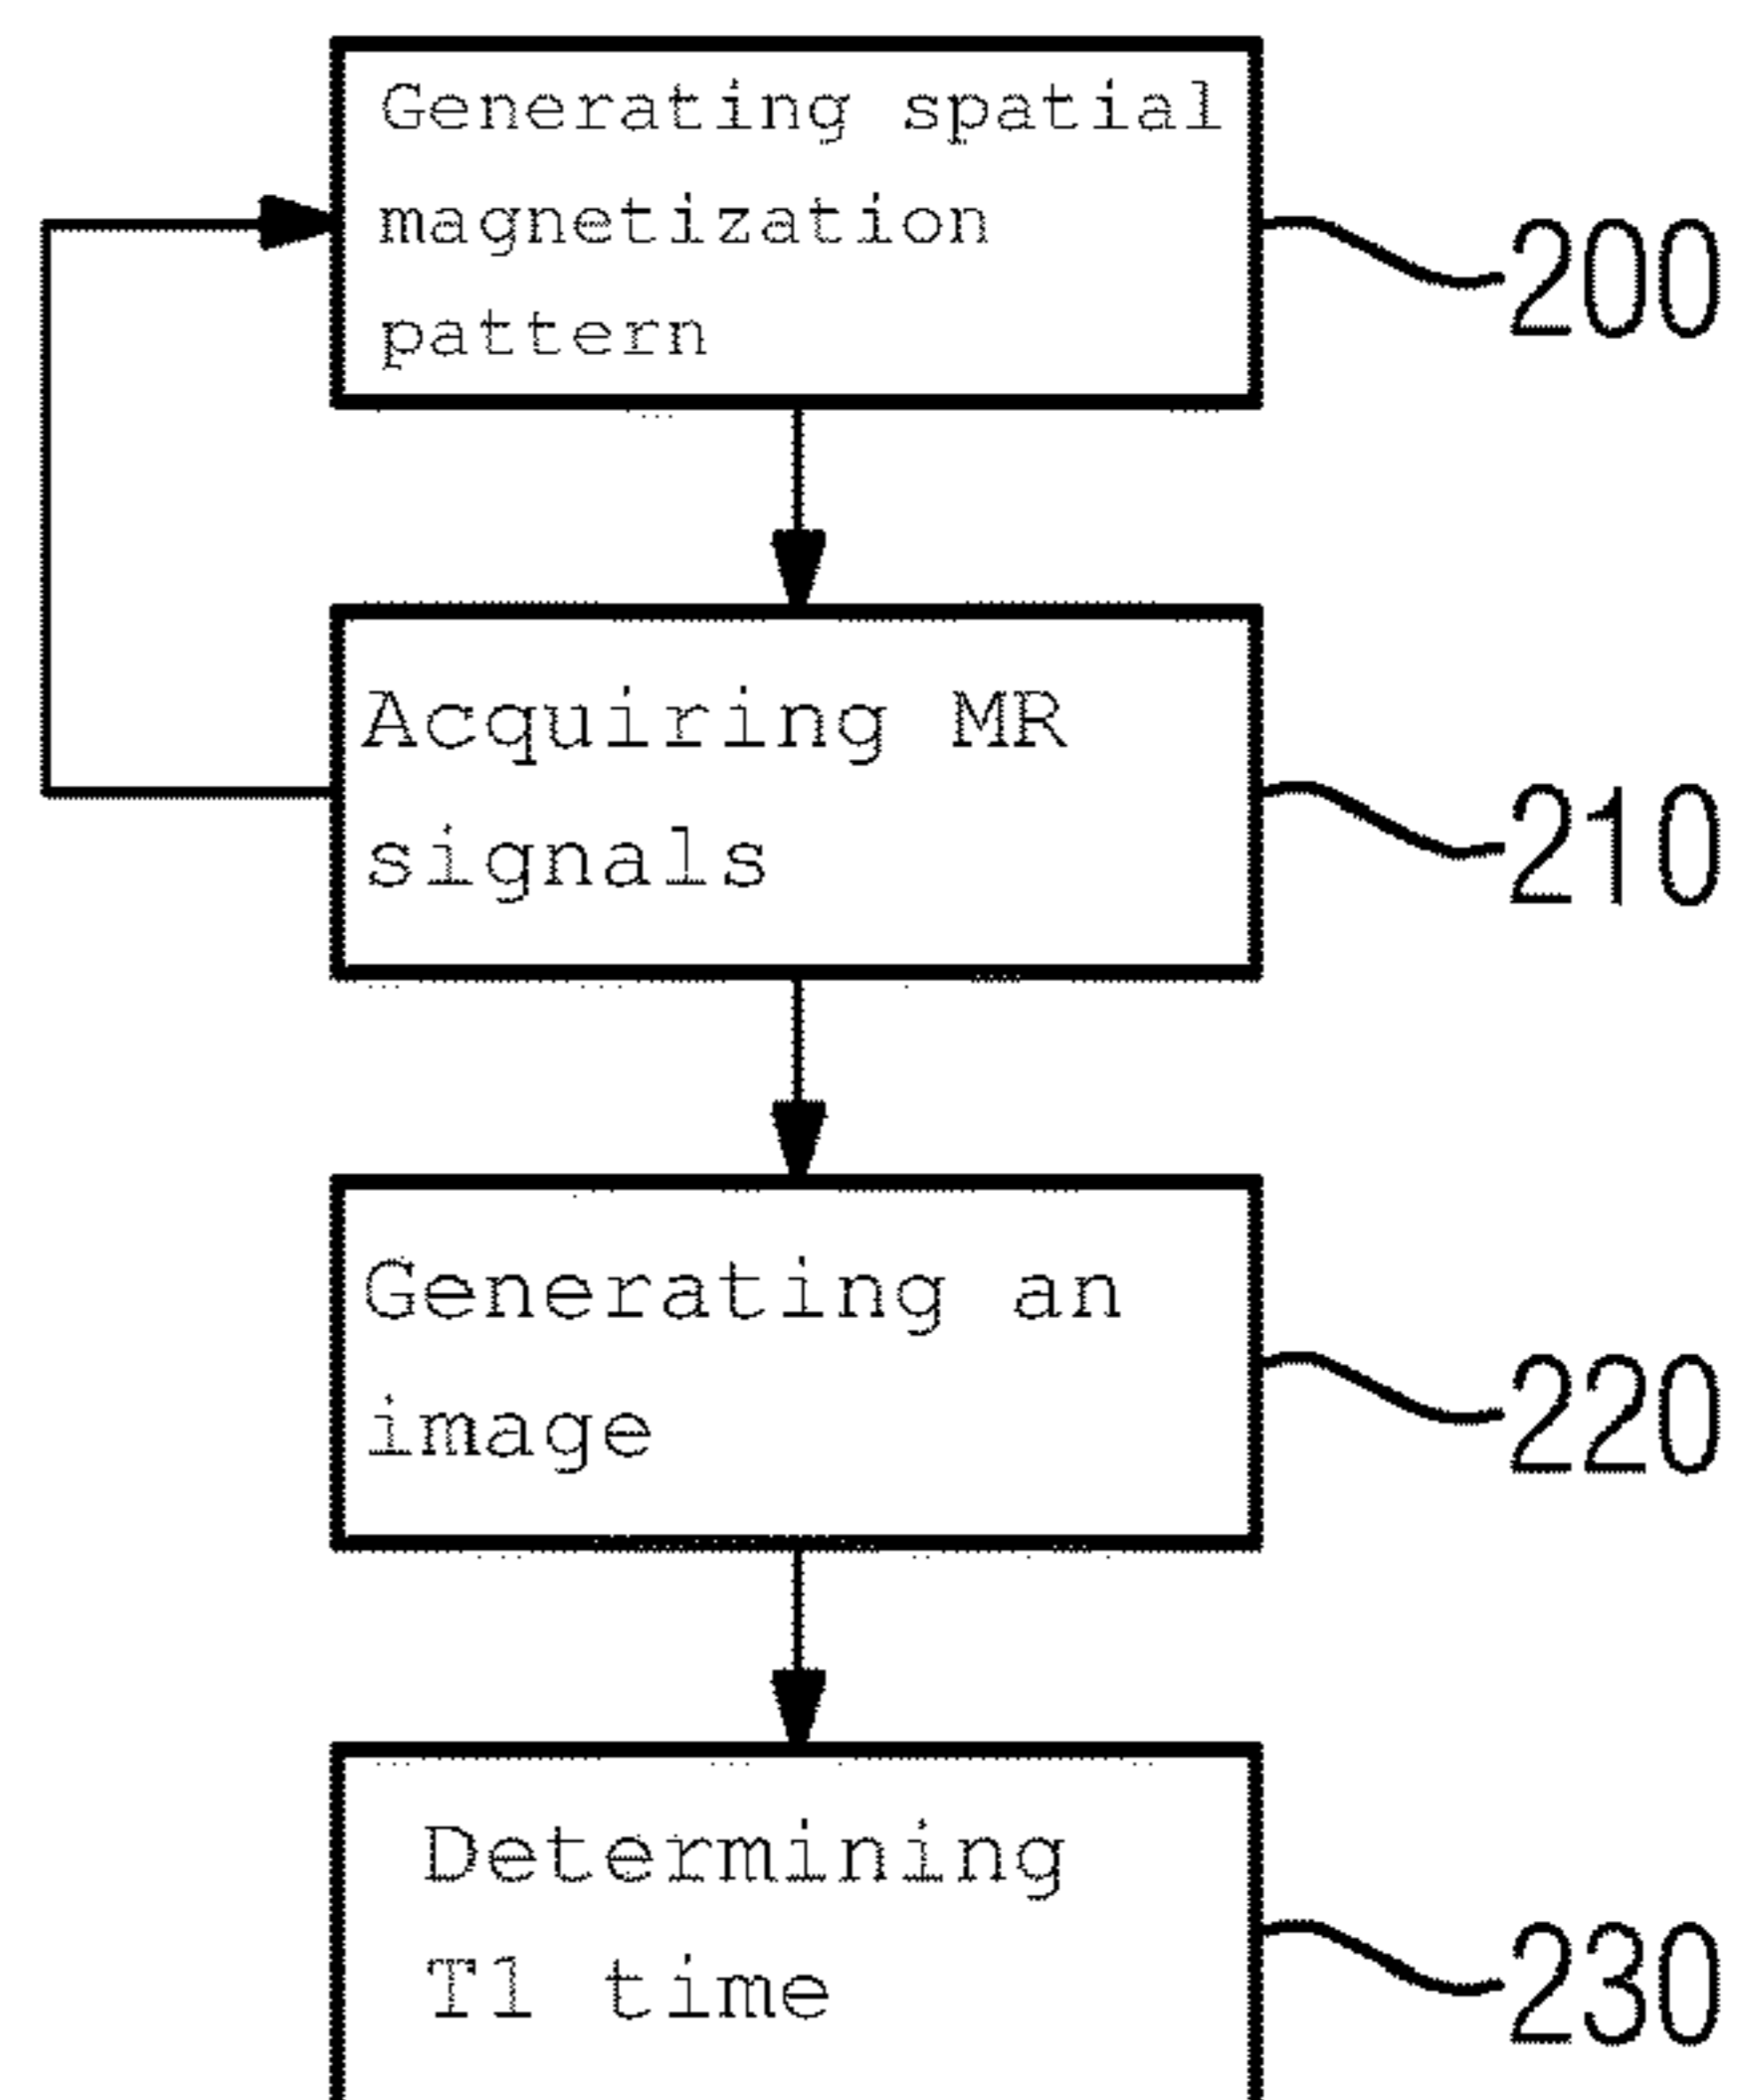 Generating spatial
magnetization
pattern
200
Acquiring MR
signals
210
Generating an
image
220
Determining
T1 time
230